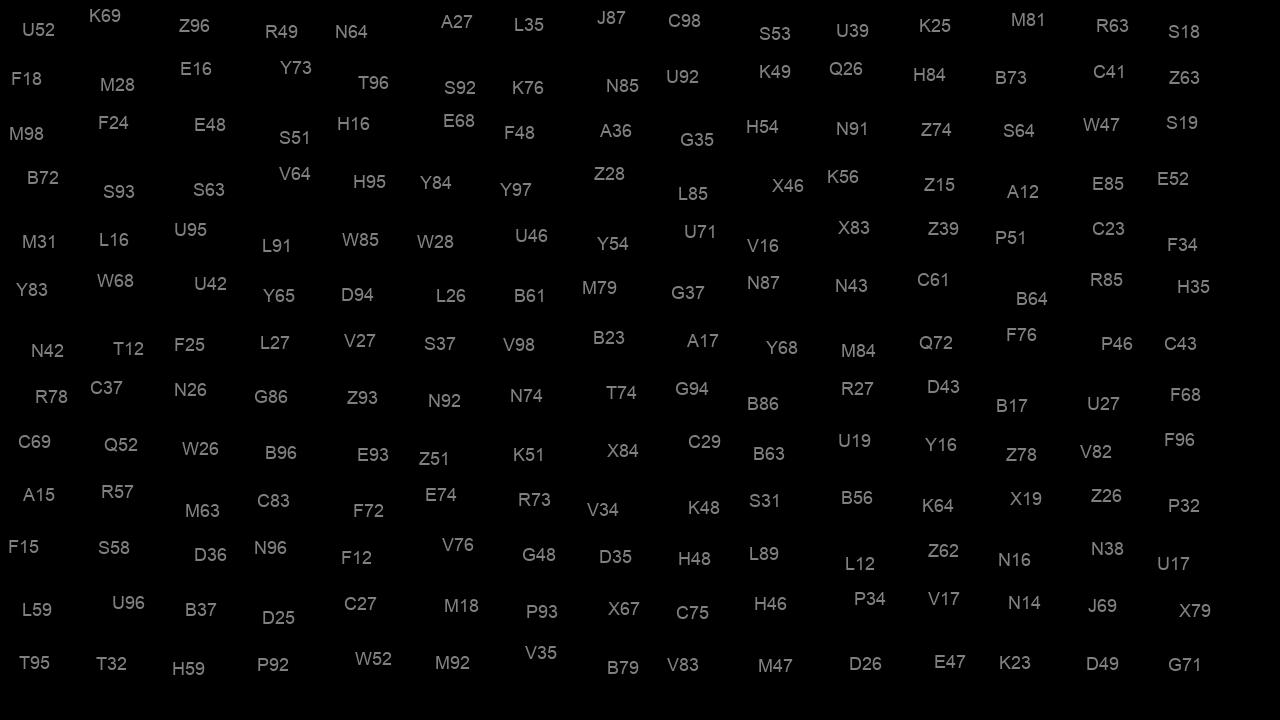 U52 K69 Z96 R49 N64 A27 L35 J87 C98 S53 U39 K25 M81 R63 S18
F18 M28 E16 Y73 T96 S92 K76 N85 U92 K49 Q26 H84 B73 C41 Z63
M98 F24 E48 S51 H16 E68 F48 A36 G35 H54 N91 Z74 S64 W47 S19
B72 S93 S63 V64 H95 Y84 Y97 Z28 L85 X46 K56 Z15 A12 E85 E52
M31 L16 U95 L91 W85 W28 U46 Y54 U71 V16 X83 Z39 P51 C23 F34
Y83 W68 U42 Y65 D94 L26 B61 M79 G37 N87 N43 C61 B64 R85 H35
N42 T12 F25 L27 V27 S37 V98 B23 A17 Y68 M84 Q72 F76 P46 C43
R78 C37 N26 G86 Z93 N92 N74 T74 G94 B86 R27 D43 B17 U27 F68
C69 Q52 W26 B96 E93 Z51 K51 X84 C29 B63 U19 Y16 Z78 V82 F96
A15 R57 M63 C83 F72 E74 R73 V34 K48 S31 B56 K64 X19 Z26 P32
F15 S58 D36 N96 F12 V76 G48 D35 H48 L89 L12 Z62 N16 N38 U17
L59 U96 B37 D25 C27 M18 P93 X67 C75 H46 P34 V17 N14 J69 X79
T95 T32 H59 P92 W52 M92 V35 B79 V83 M47 D26 E47 K23 D49 G71